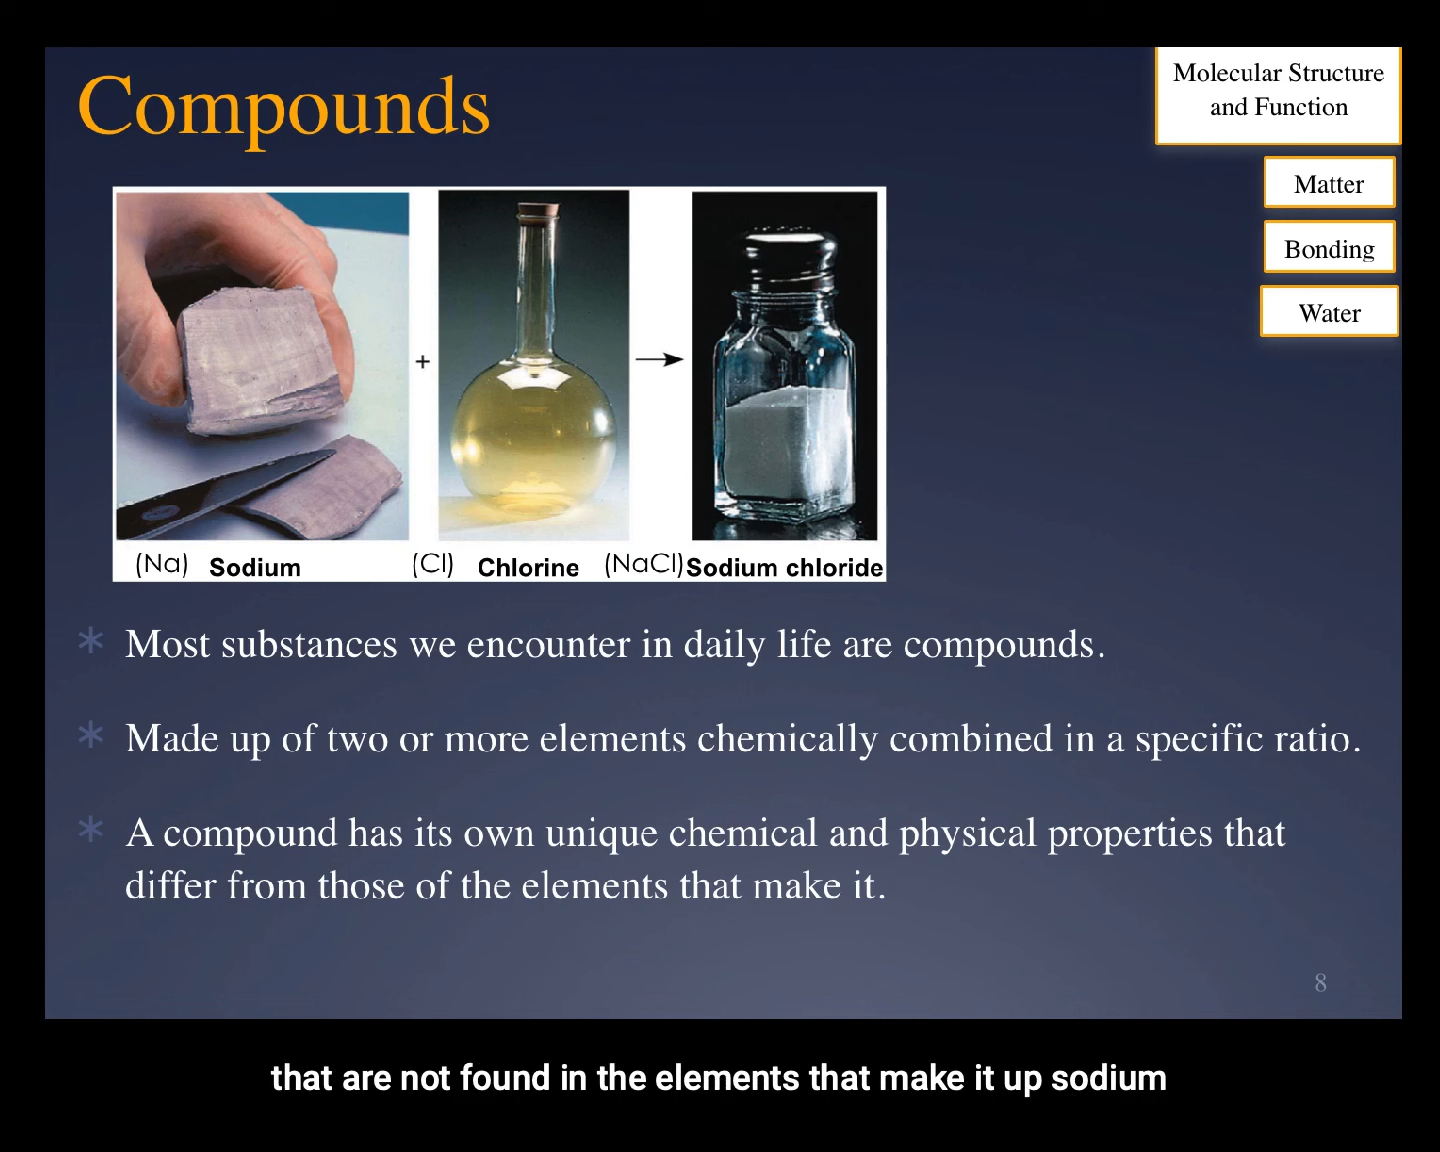 Compounds
Molecular Structure
and Function
Matter
Bonding
Water
+
(Na) Sodium (Cl) Chlorine (NaCl) Sodium chloride
* Most substances we encounter in daily life are compounds.
* Made up of two or more elements chemically combined in a specific ratio.
* A compound has its own unique chemical and physical properties that
differ from those of the elements that make it.
8
that are not found in the elements that make it up sodium